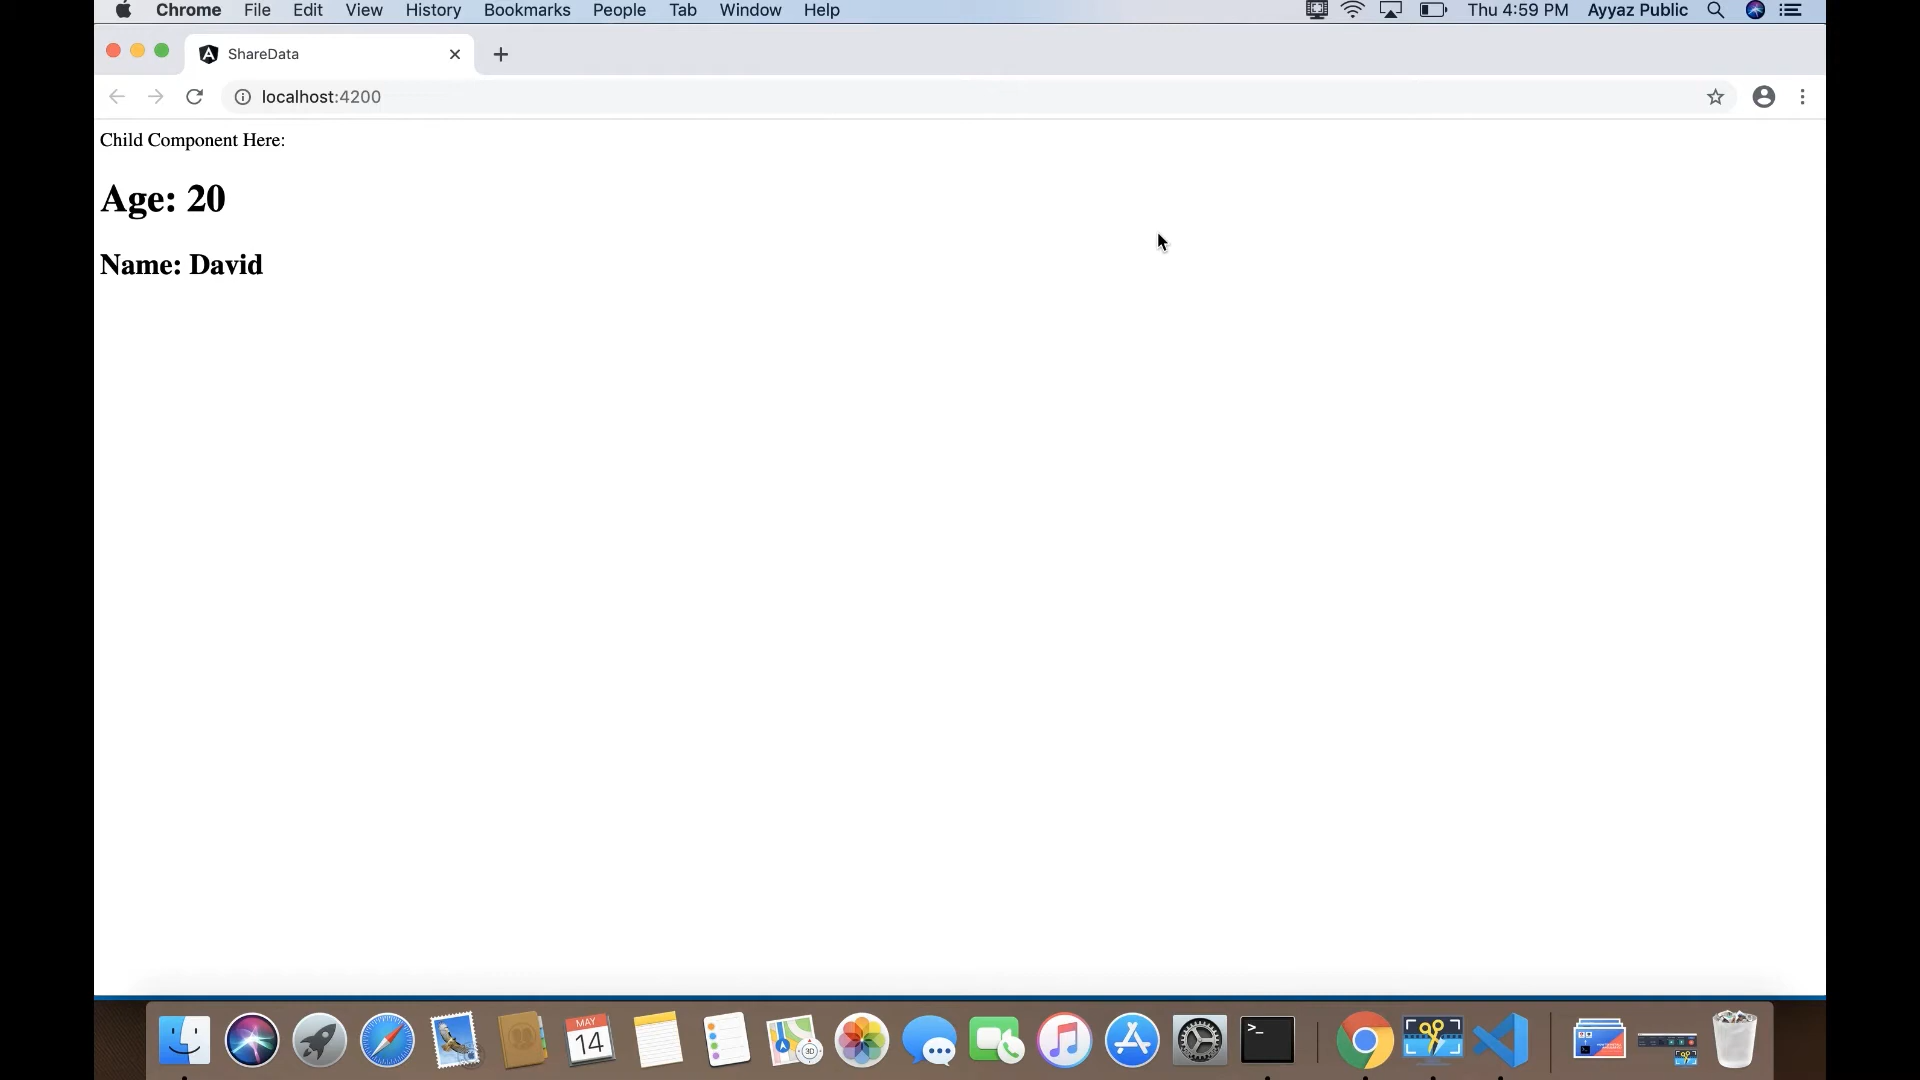 Chrome File Edit View History Bookmarks People Tab Window Help Thu 4:59 PM Ayyaz Public
ShareData
localhost:4200
Child Component Here:
Age: 20
Name: David
MAY
14
3D
>_